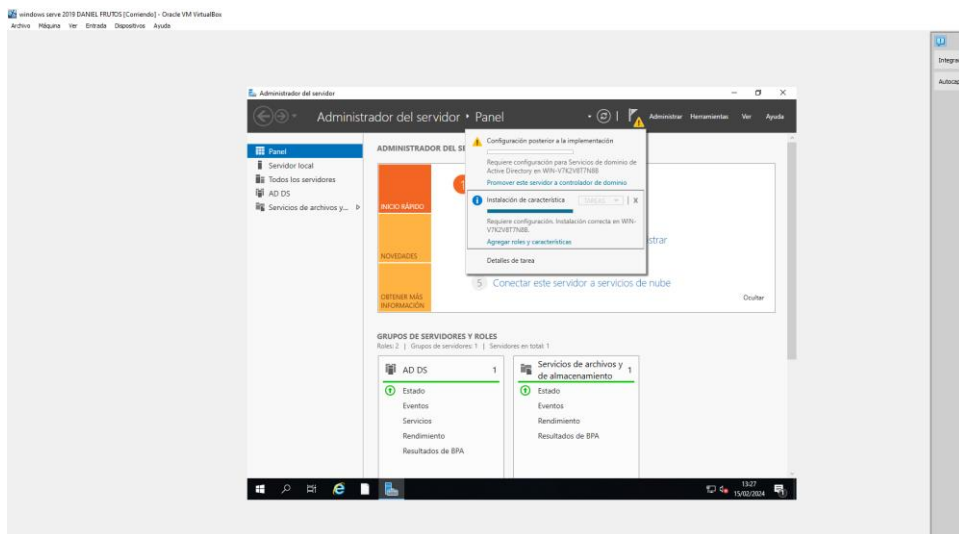 windows serve 2019 DANIEL FRUTOS [Corriendo] - Oracle VM VirtualBox
Archivo Máquina Ver Entrada Dispositivos Ayuda
Administrador del servidor
Administrador del servidor • Panel
Administrar Herramientas Ver Ayuda
Panel
Servidor local
Todos los servidores
AD DS
Servicios de archivos y...
ADMINISTRADOR DEL SE
INICIO RÁPIDO
NOVEDADES
OBTENER MÁS
INFORMACIÓN
1
Configuración posterior a la implementación
Requiere configuración para Servicios de dominio de
Active Directory en WIN-V7K2V8T7N8B
Promover este servidor a controlador de dominio
Instalación de característica TAREAS X
Requiere configuración. Instalación correcta en WIN-
V7K2V8T7N8B.
Agregar roles y características
Detalles de tarea
istrar
5 Conectar este servidor a servicios de nube
Ocultar
GRUPOS DE SERVIDORES Y ROLES
Roles: 2 | Grupos de servidores: 1 | Servidores en total: 1
AD DS 1
Estado
Eventos
Servicios
Rendimiento
Resultados de BPA
Servicios de archivos y
de almacenamiento 1
Estado
Eventos
Rendimiento
Resultados de BPA
13:27
15/02/2024
1
Integra
Autocap